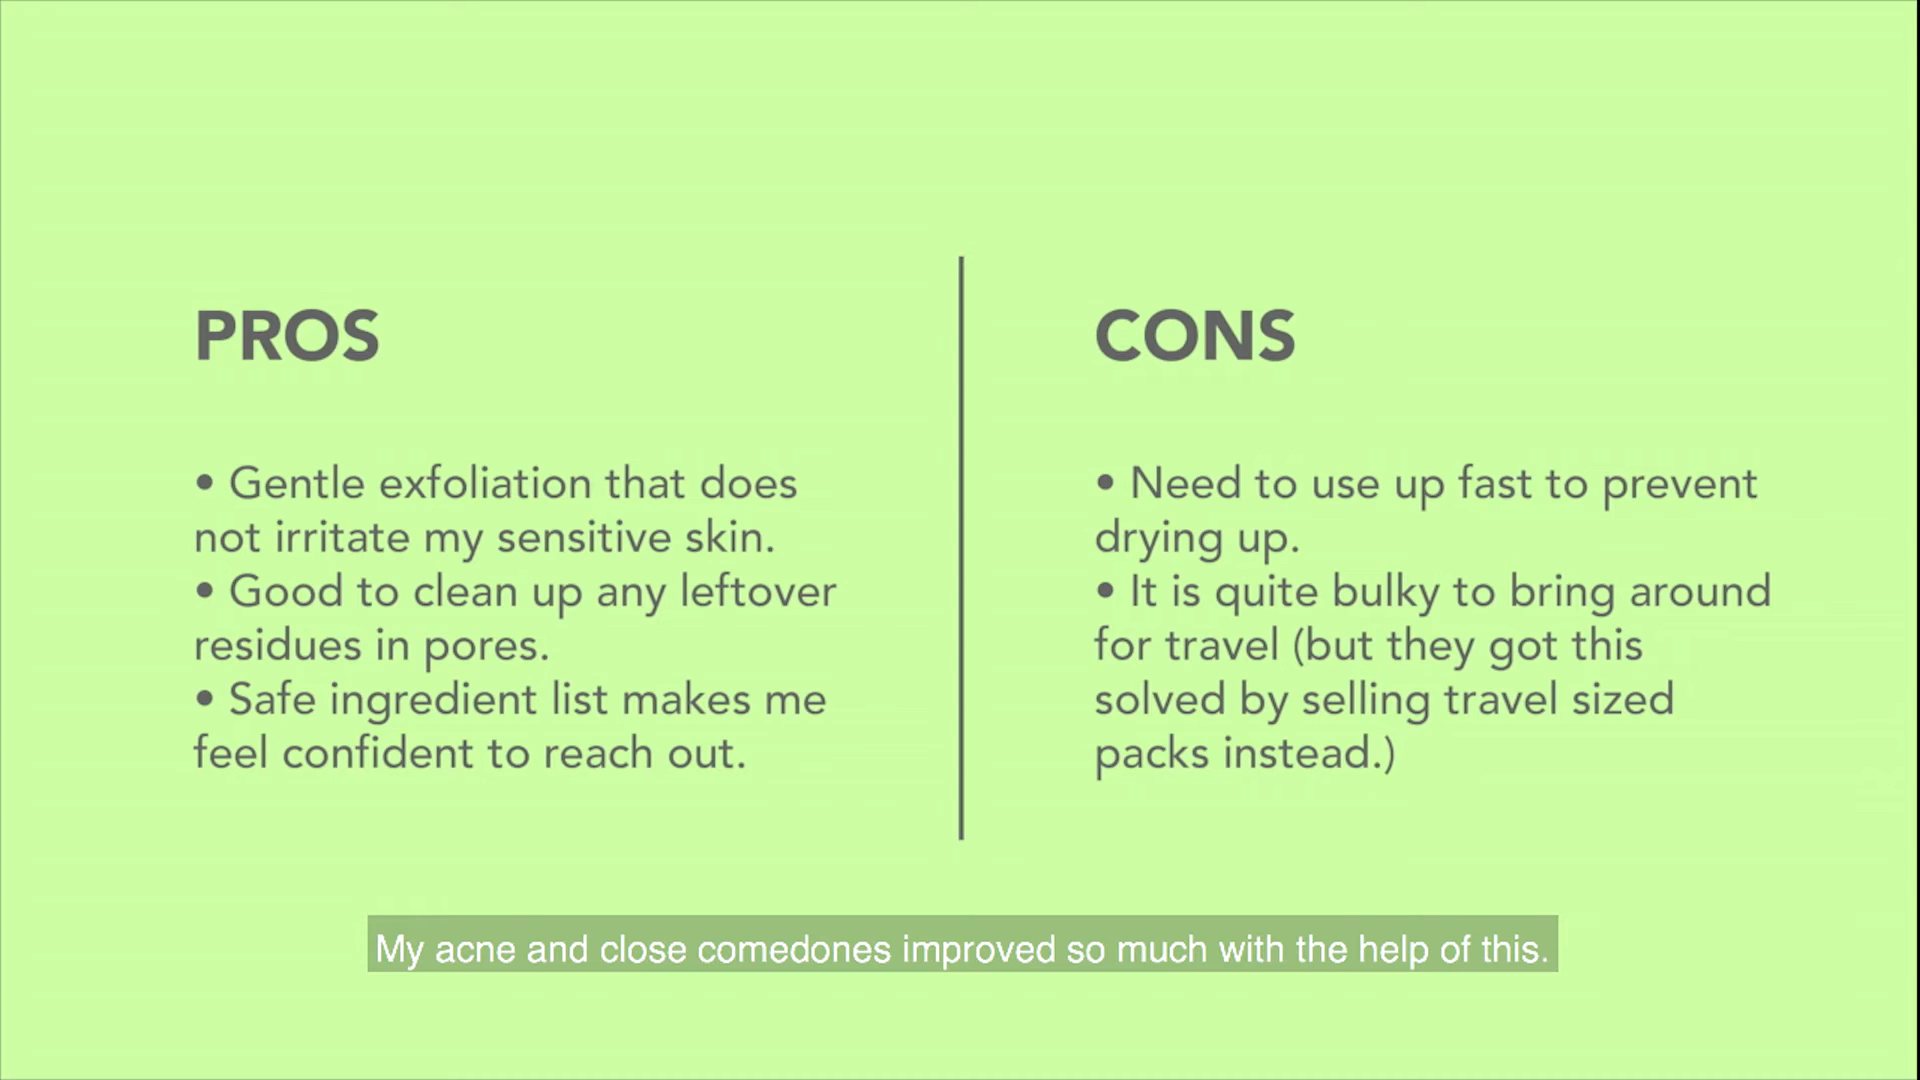 PROS
• Gentle exfoliation that does
not irritate my sensitive skin.
• Good to clean up any leftover
residues in pores.
• Safe ingredient list makes me
feel confident to reach out.
CONS
• Need to use up fast to prevent
drying up.
• It is quite bulky to bring around
for travel (but they got this
solved by selling travel sized
packs instead.)
My acne and close comedones improved so much with the help of this.